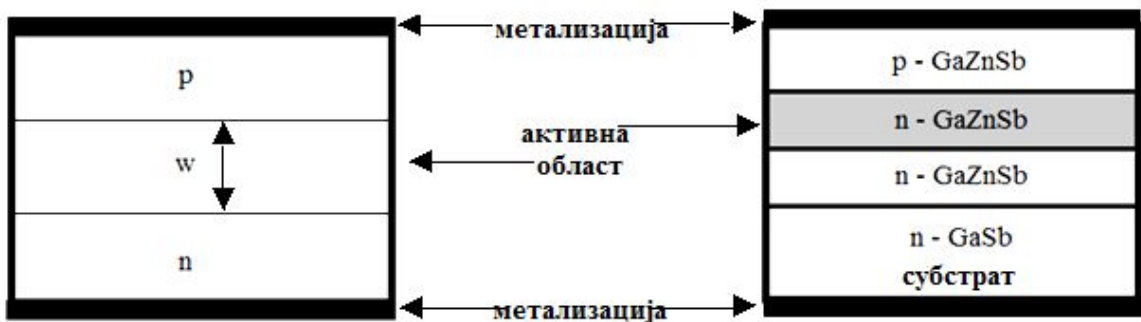 метализација
p
p - GaZnSb
n - GaZnSb
активна
област
w
n - GaZnSb
n
n - GaSb
субстрат
метализација